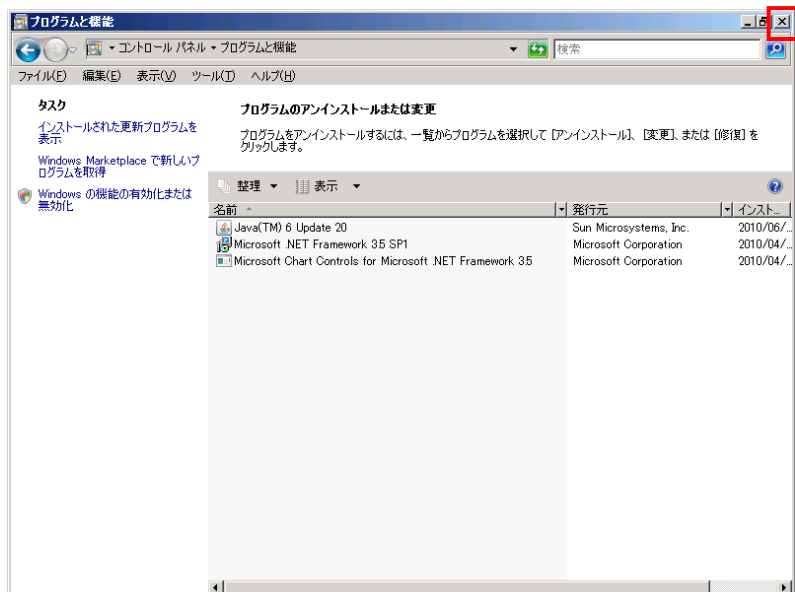 プログラムと機能
コントロール パネル ▾ プログラムと機能
検索
ファイル(F) 編集(E) 表示(V) ツール(T) ヘルプ(H)
タスク
インストールされた更新プログラムを
表示
Windows Marketplace で新しいプ
ログラムを取得
Windows の機能の有効化または
無効化
プログラムのアンインストールまたは変更
プログラムをアンインストールするには、一覧からプログラムを選択して [アンインストール]、[変更]、または [修復] を
クリックします。
整理 表示
名前 発行元 インスト...
Java(TM) 6 Update 20 Sun Microsystems, Inc. 2010/06/...
Microsoft .NET Framework 3.5 SP1 Microsoft Corporation 2010/04/...
Microsoft Chart Controls for Microsoft .NET Framework 3.5 Microsoft Corporation 2010/04/...